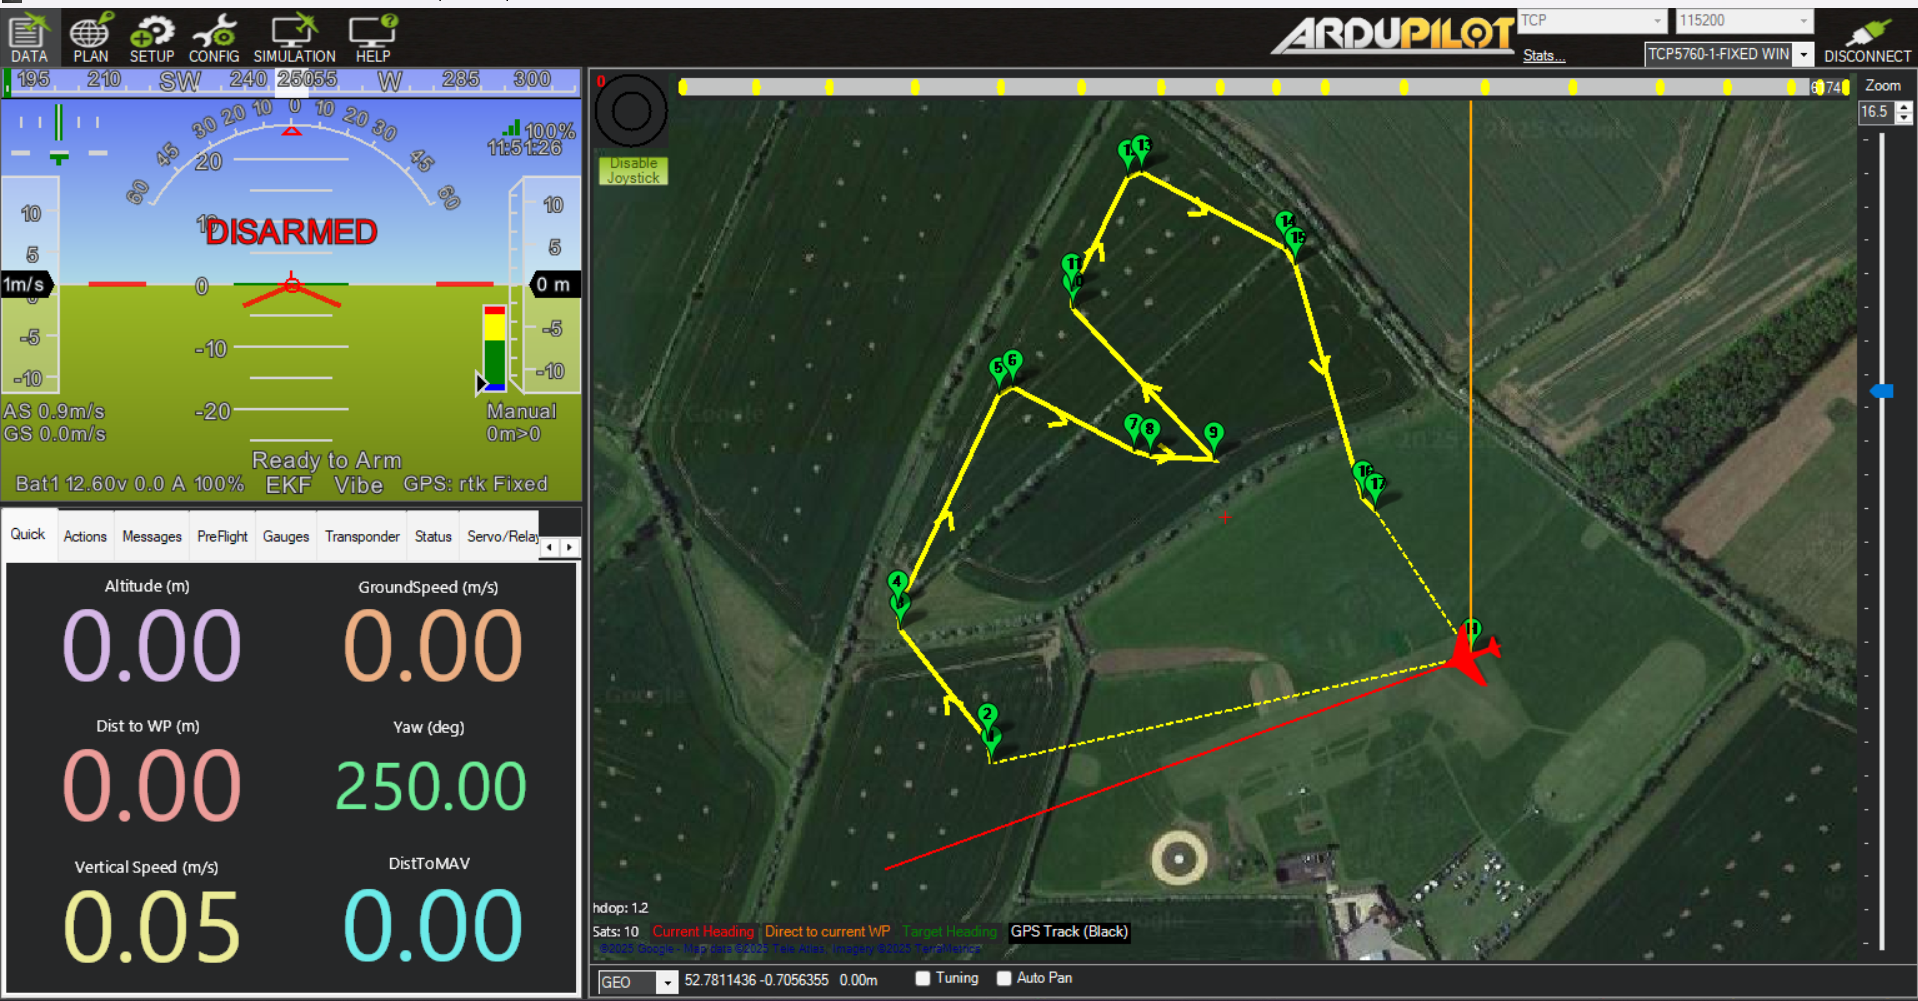 DATA PLAN SETUP CONFIG SIMULATION HELP
ARDUPILOT
TCP 115200
Stats... TCP5760-1-FIXED WIN DISCONNECT
195 210 SW 240 25055 W 285 300
60 45 30 20 10 0 10 20 30 45 60
100%
11:51:26
20
10
DISARMED
0
-10
-20
10
5
0
-5
-10
1m/s
10
5
0 m
-5
-10
AS 0.9m/s
GS 0.0m/s
Manual
0m>0
Ready to Arm
Bat1 12.60v 0.0 A 100% EKF Vibe GPS: rtk Fixed
Quick Actions Messages PreFlight Gauges Transponder Status Servo/Relay
Altitude (m) GroundSpeed (m/s)
0.00 0.00
Dist to WP (m) Yaw (deg)
0.00 250.00
Vertical Speed (m/s) DistToMAV
0.05 0.00
0
Disable
Joystick
Zoom
16.5
13
14
15
11
5 6
7 8 9
4
16
17
H
2
hdop: 1.2
Sats: 10 Current Heading Direct to current WP Target Heading GPS Track (Black)
©2025 Google - Map data ©2025 Tele Atlas, Imagery ©2025 TerraMetrics
GEO 52.7811436 -0.7056355 0.00m Tuning Auto Pan